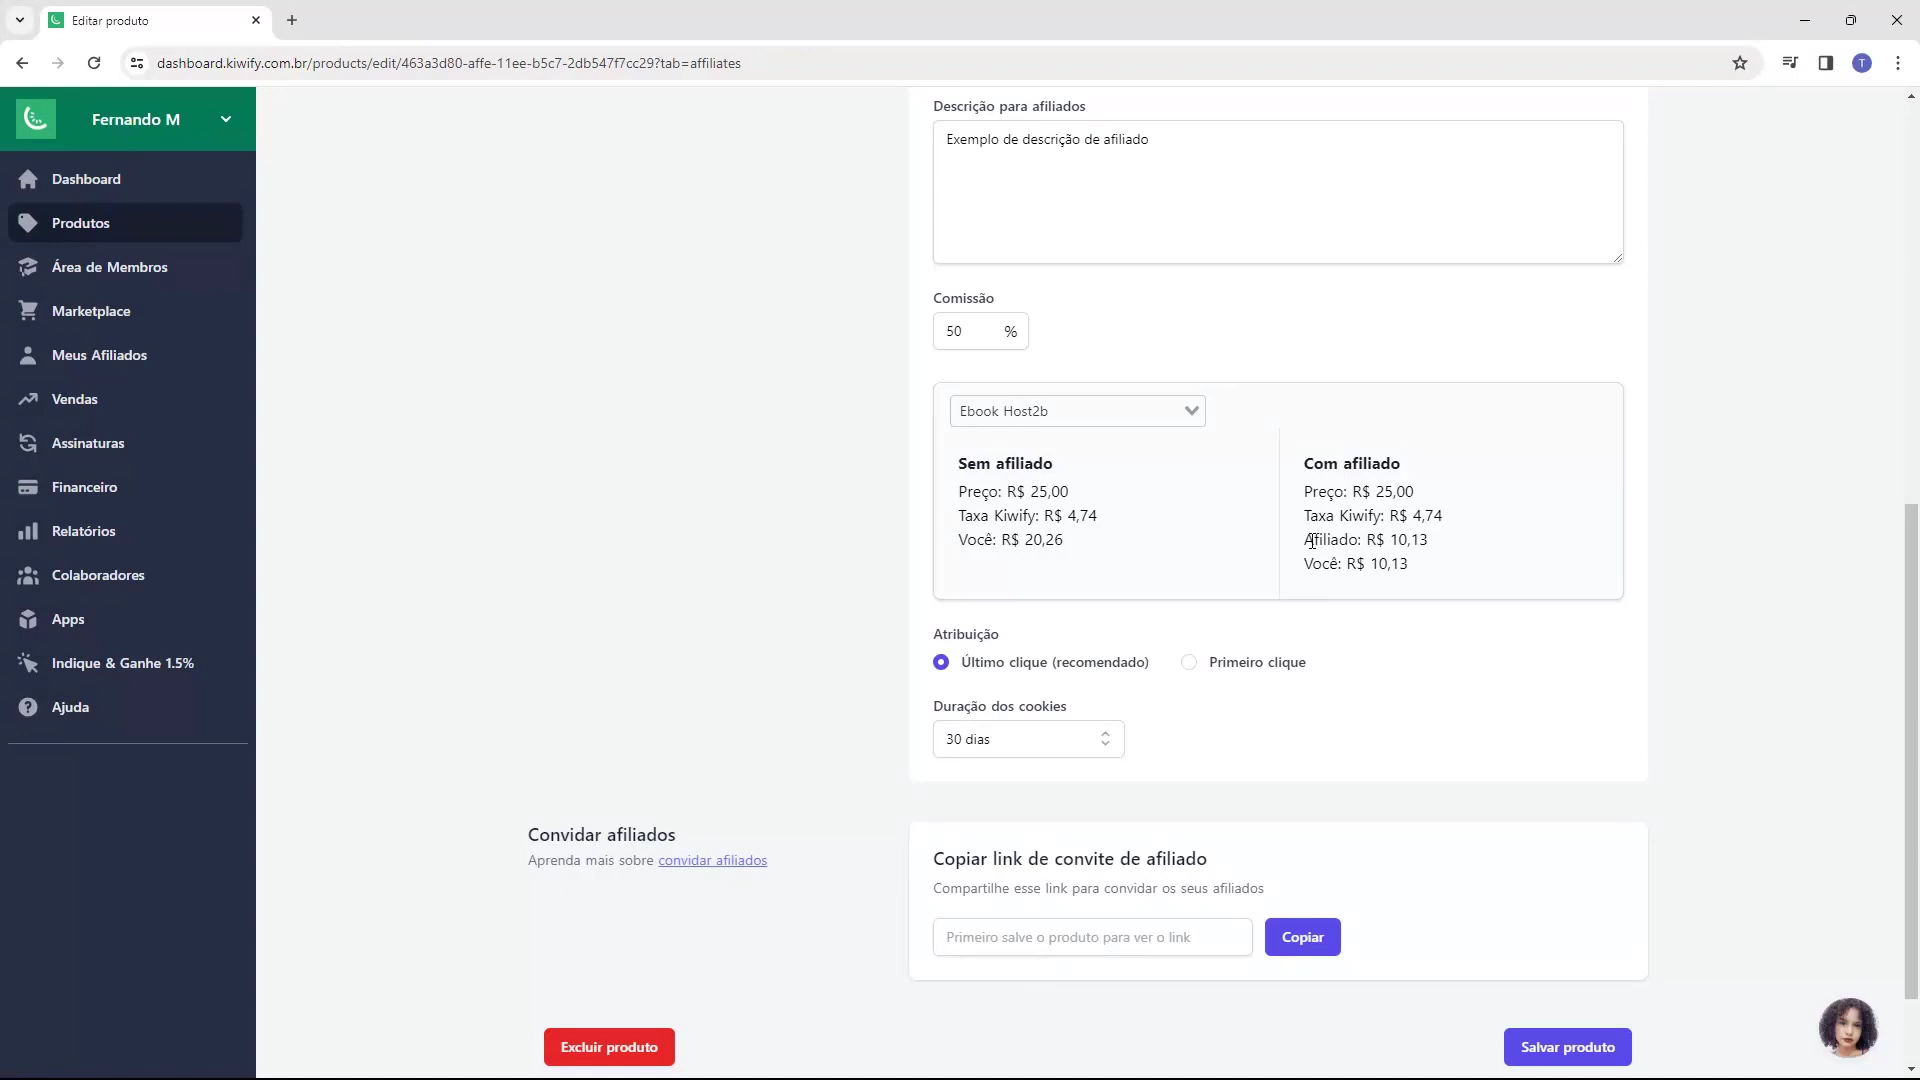 Editar produto
dashboard.kiwify.com.br/products/edit/463a3d80-affe-11ee-b5c7-2db547f7cc29?tab=affiliates
T
Fernando M
Dashboard
Produtos
Área de Membros
Marketplace
Meus Afiliados
Vendas
Assinaturas
Financeiro
Relatórios
Colaboradores
Apps
Indique & Ganhe 1.5%
Ajuda
Descrição para afiliados
Exemplo de descrição de afiliado
Comissão
50 %
Ebook Host2b
Sem afiliado
Preço: R$ 25,00
Taxa Kiwify: R$ 4,74
Você: R$ 20,26
Com afiliado
Preço: R$ 25,00
Taxa Kiwify: R$ 4,74
Afiliado: R$ 10,13
Você: R$ 10,13
Atribuição
Último clique (recomendado) Primeiro clique
Duração dos cookies
30 dias
Convidar afiliados
Aprenda mais sobre convidar afiliados
Copiar link de convite de afiliado
Compartilhe esse link para convidar os seus afiliados
Primeiro salve o produto para ver o link
Copiar
Excluir produto
Salvar produto